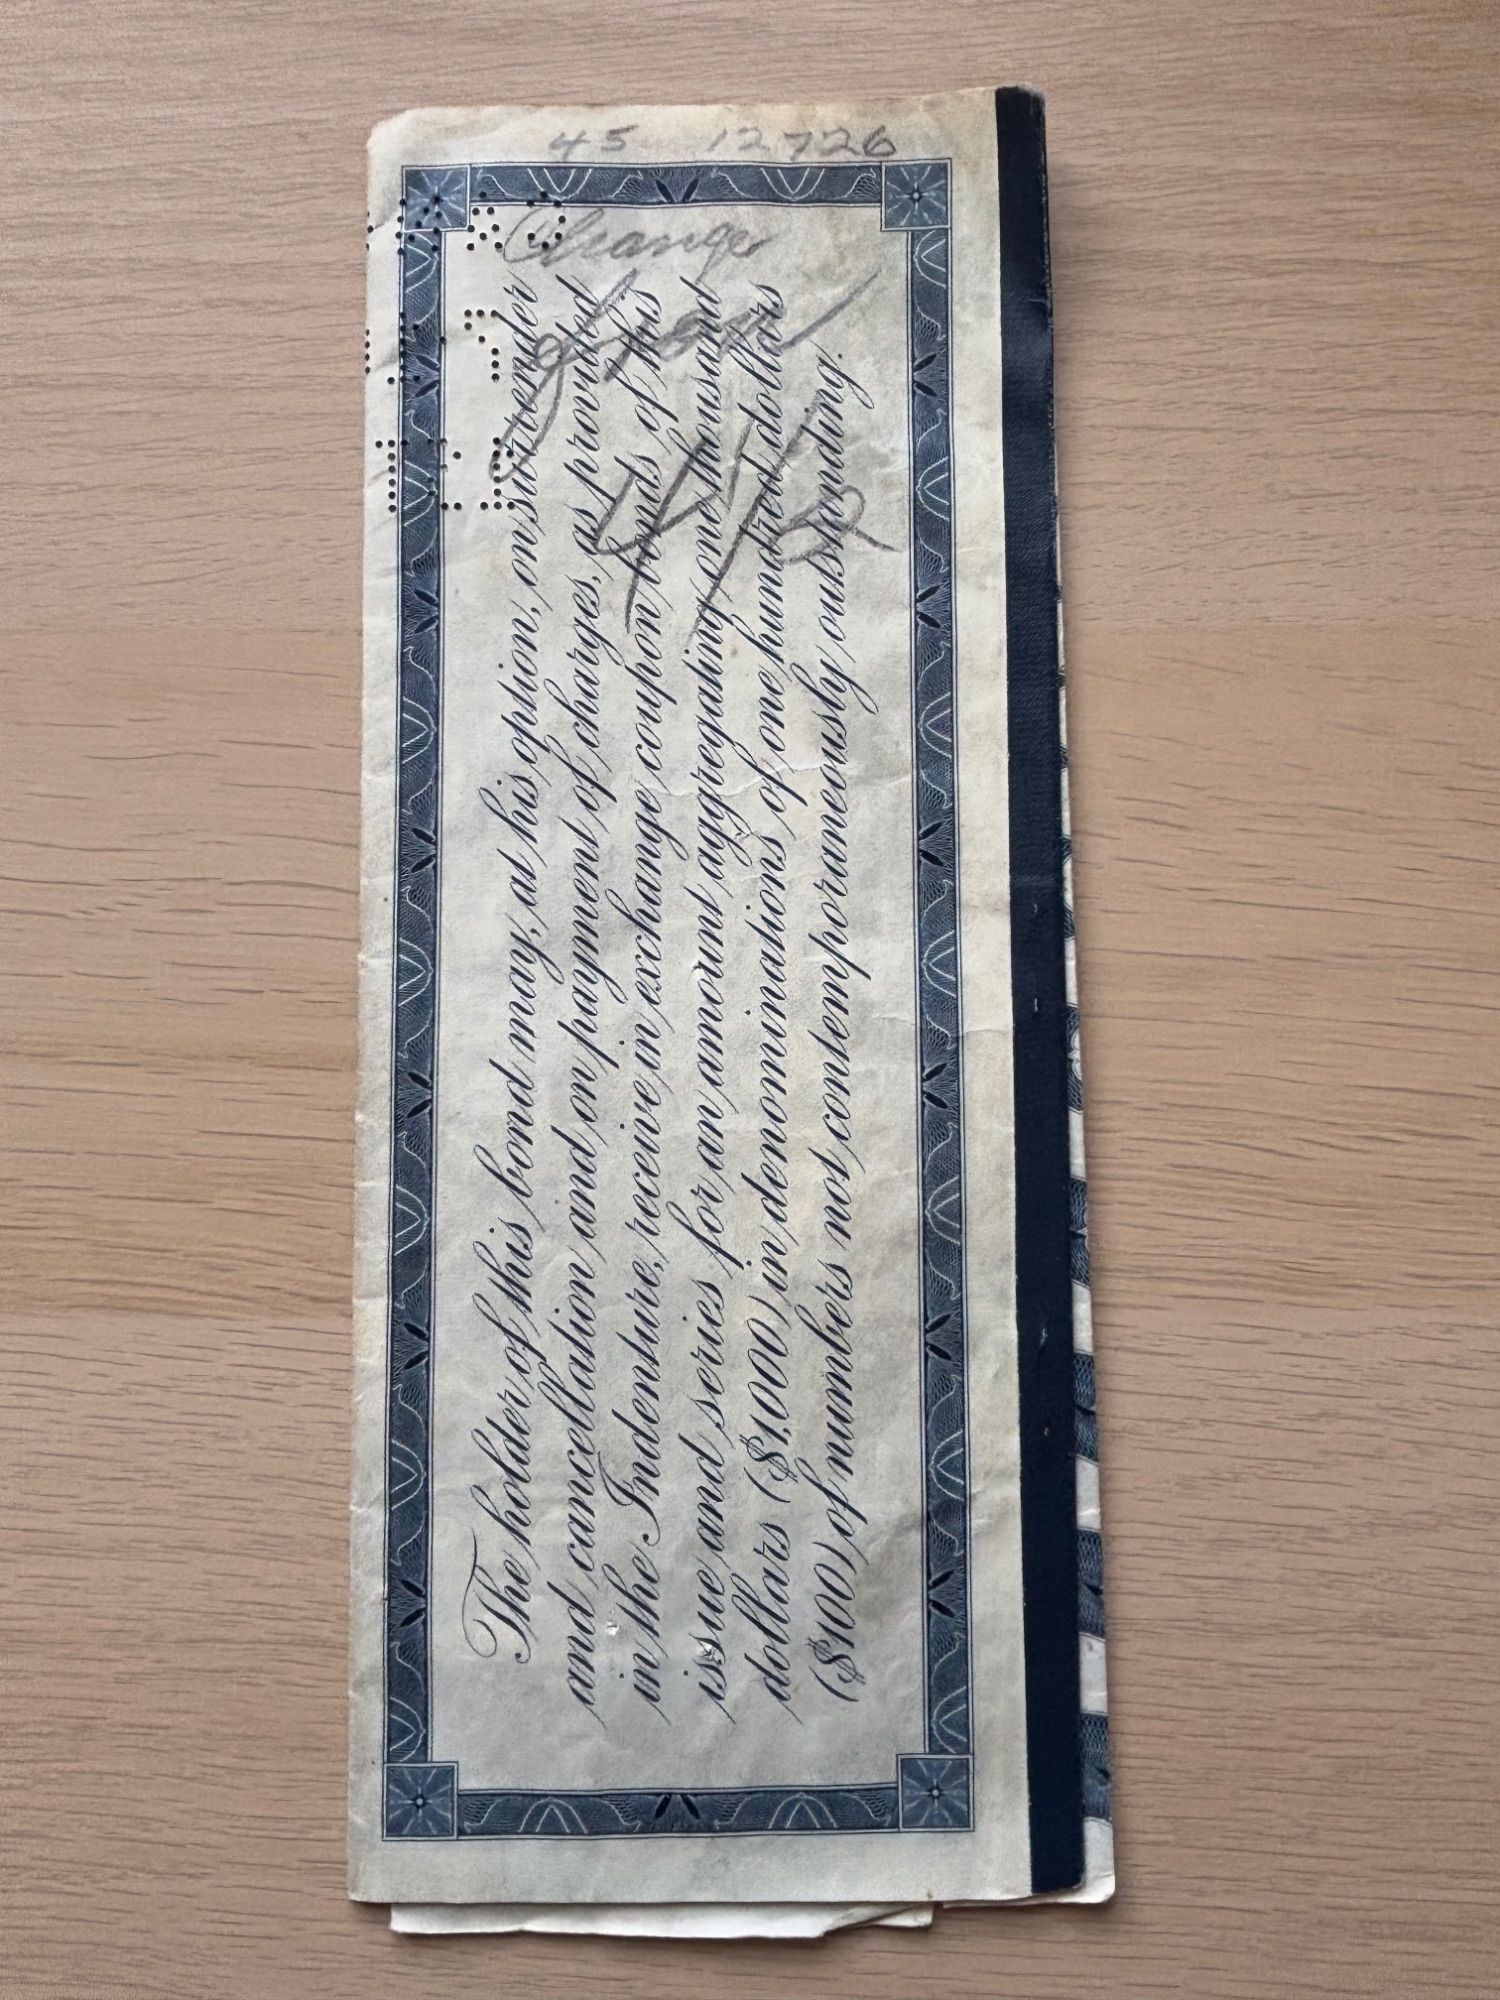 45 12726
Change
The holder of this bond may, at his option, on surrender
and cancellation and on payment of charges, as provided
in the Indenture, receive in exchange coupon bonds of this
issue and series for an amount aggregating one thousand
dollars ($1,000) in denominations of one hundred dollars
($100) of numbers not contemporaneously outstanding.